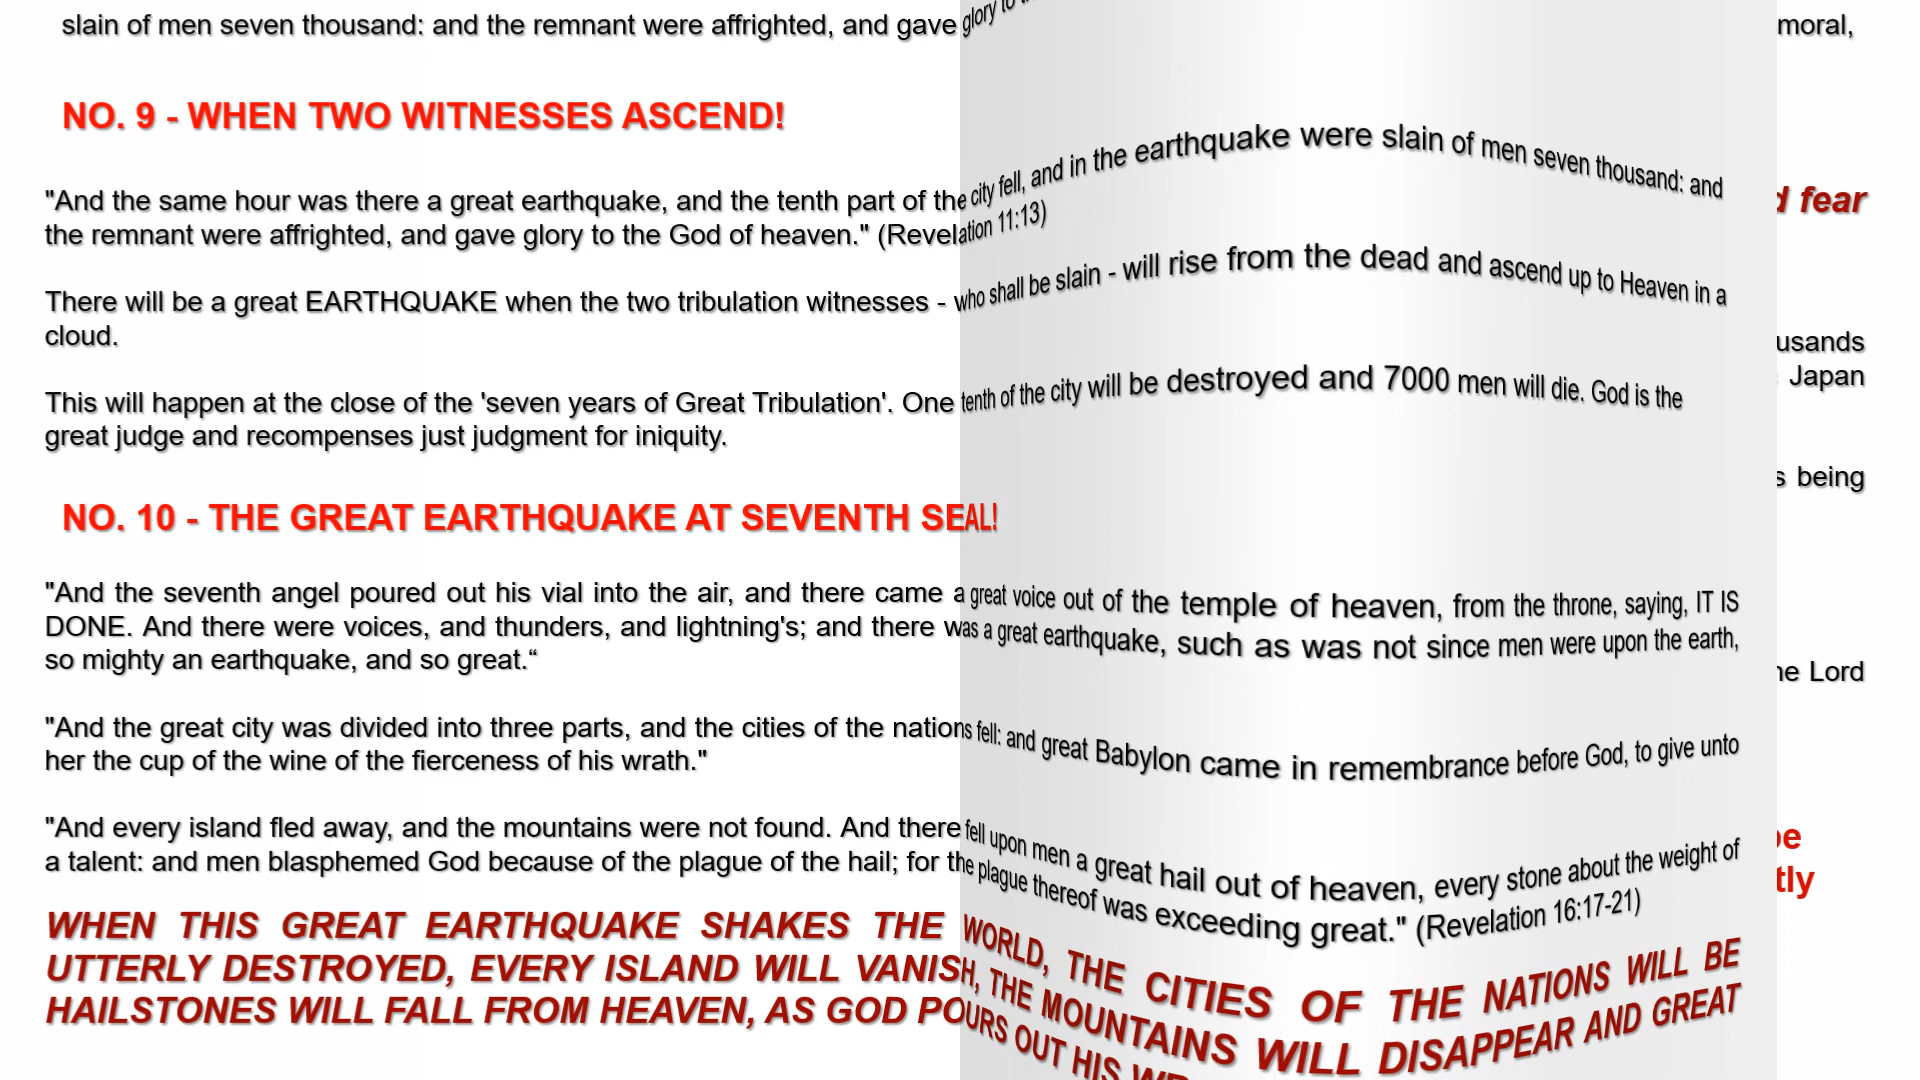 slain of men seven thousand: and the remnant were affrighted, and gave glory to moral,
NO. 9 - WHEN TWO WITNESSES ASCEND!
"And the same hour was there a great earthquake, and the tenth part of the city fell, and in the earthquake were slain of men seven thousand: and
the remnant were affrighted, and gave glory to the God of heaven." (Revelation 11:13)
There will be a great EARTHQUAKE when the two tribulation witnesses - who shall be slain - will rise from the dead and ascend up to Heaven in a
cloud.
This will happen at the close of the 'seven years of Great Tribulation'. One tenth of the city will be destroyed and 7000 men will die. God is the
great judge and recompenses just judgment for iniquity.
NO. 10 - THE GREAT EARTHQUAKE AT SEVENTH SEAL!
"And the seventh angel poured out his vial into the air, and there came a great voice out of the temple of heaven, from the throne, saying, IT IS
DONE. And there were voices, and thunders, and lightning's; and there was a great earthquake, such as was not since men were upon the earth,
so mighty an earthquake, and so great.“
"And the great city was divided into three parts, and the cities of the nations fell: and great Babylon came in remembrance before God, to give unto
her the cup of the wine of the fierceness of his wrath."
"And every island fled away, and the mountains were not found. And there fell upon men a great hail out of heaven, every stone about the weight of
a talent: and men blasphemed God because of the plague of the hail; for the plague thereof was exceeding great." (Revelation 16:17-21)
WHEN THIS GREAT EARTHQUAKE SHAKES THE WORLD, THE CITIES OF THE NATIONS WILL BE
UTTERLY DESTROYED, EVERY ISLAND WILL VANISH, THE MOUNTAINS WILL DISAPPEAR AND GREAT
HAILSTONES WILL FALL FROM HEAVEN, AS GOD POURS OUT HIS
fear
Japan
being
Lord